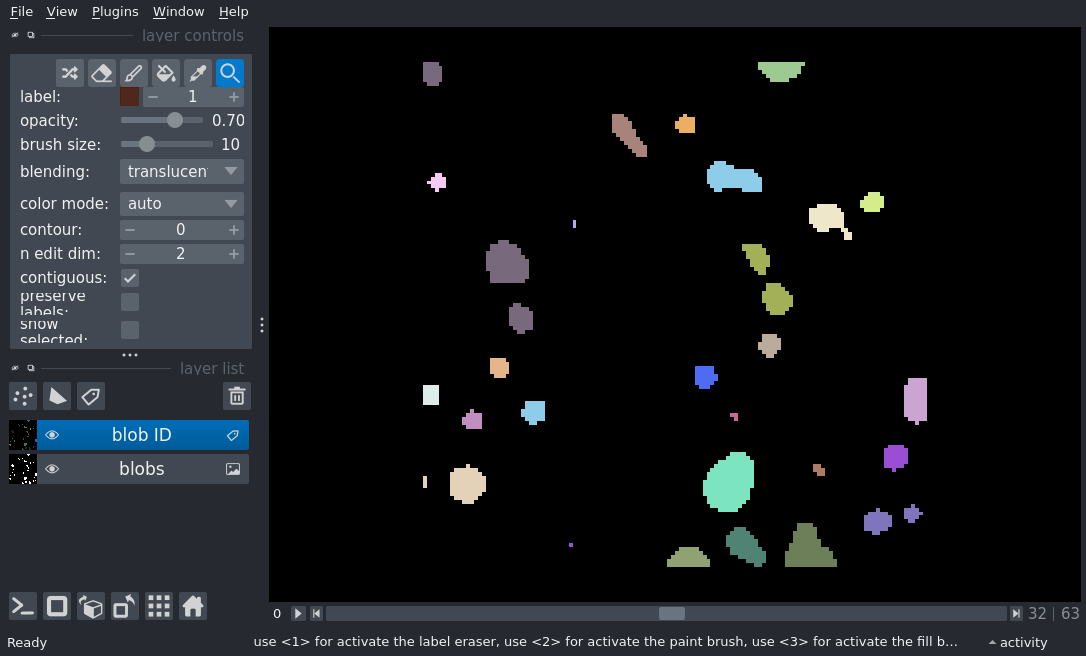 File View Plugins Window Help
layer controls
label: 1
opacity: 0.70
brush size: 10
blending: translucen
color mode: auto
contour: 0
n edit dim: 2
contiguous:
preserve
labels:
show
selected:
layer list
blob ID
blobs
0 32 63
Ready use <1> for activate the label eraser, use <2> for activate the paint brush, use <3> for activate the fill b... activity